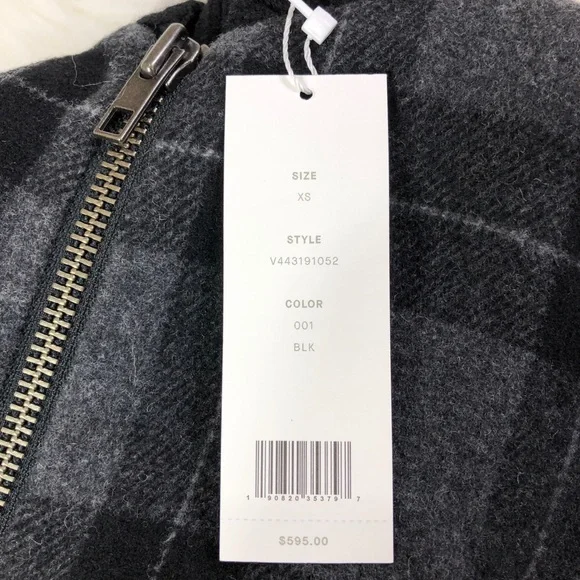 SIZE
XS
STYLE
V443191052
COLOR
001
BLK
1 90820 35379 7
$595.00